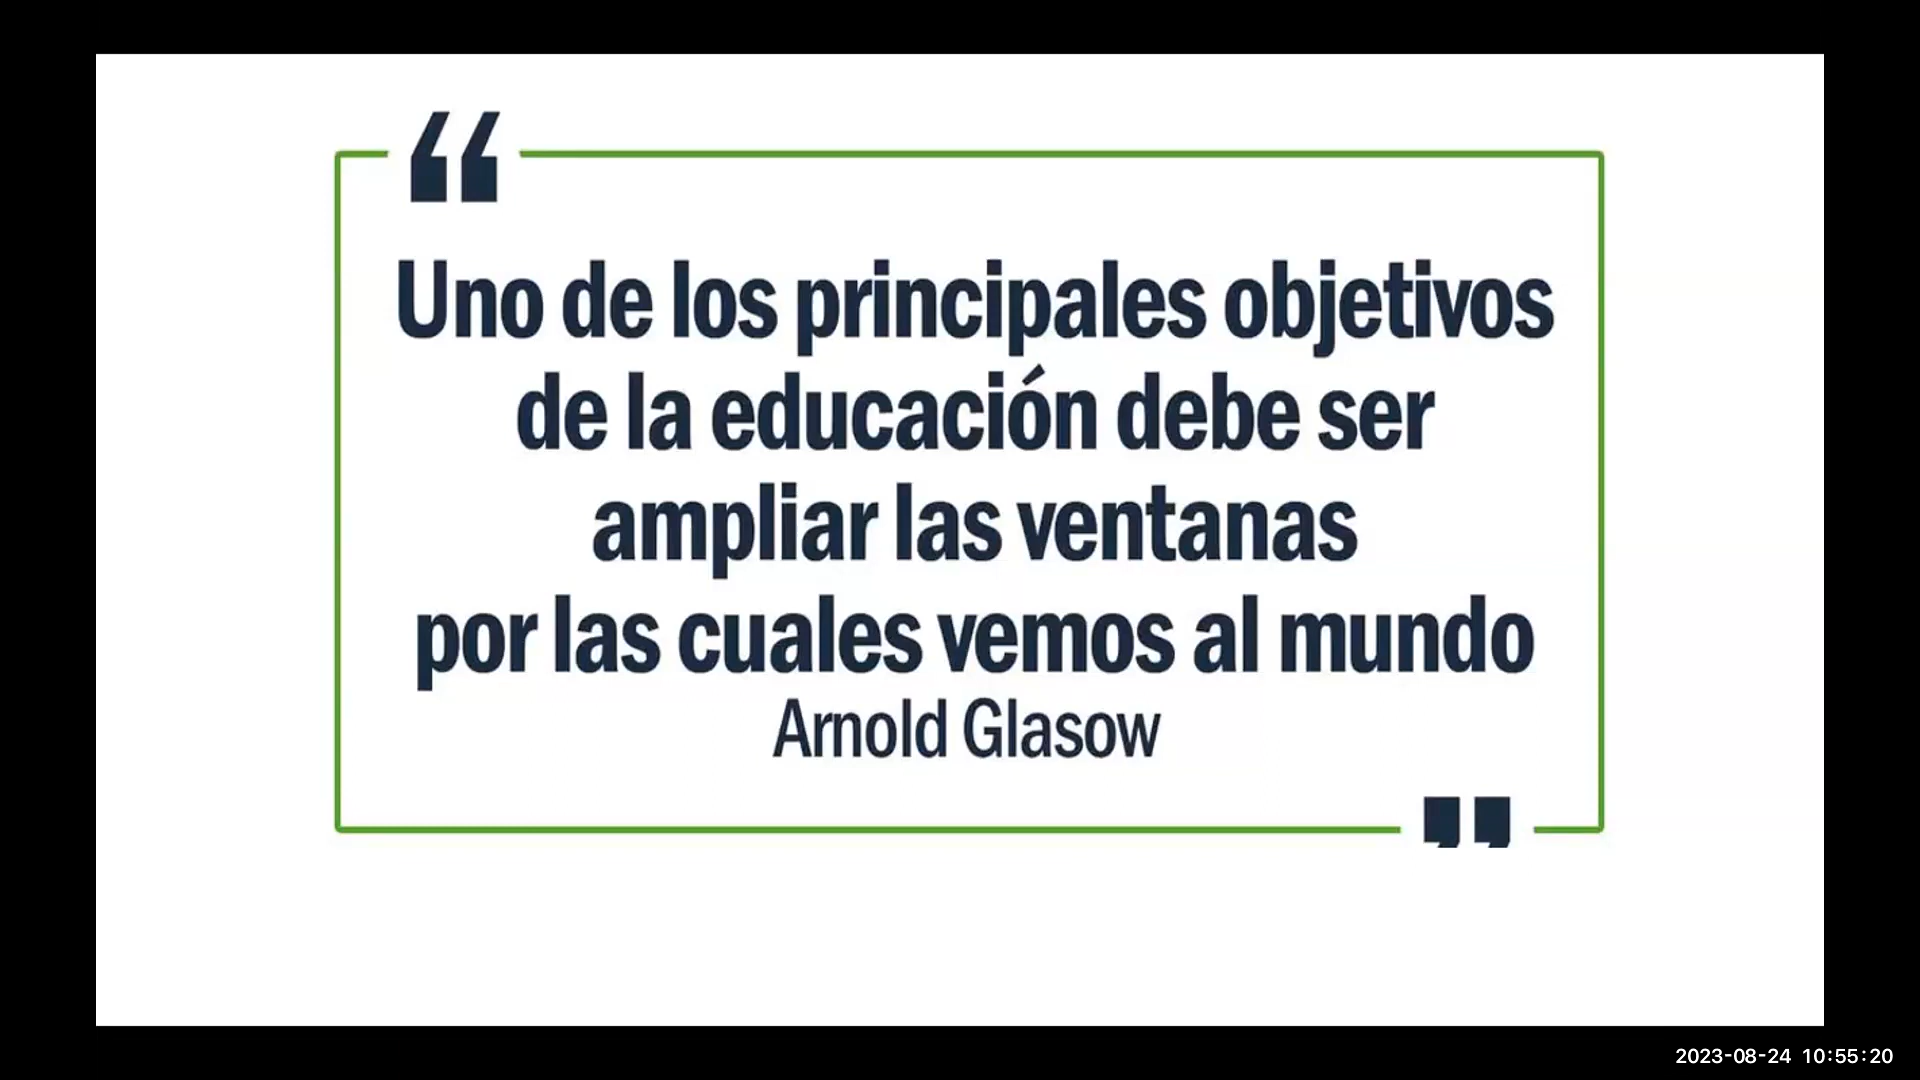 “
Uno de los principales objetivos
de la educación debe ser
ampliar las ventanas
por las cuales vemos al mundo
Arnold Glasow
”
2023-08-24 10:55:20